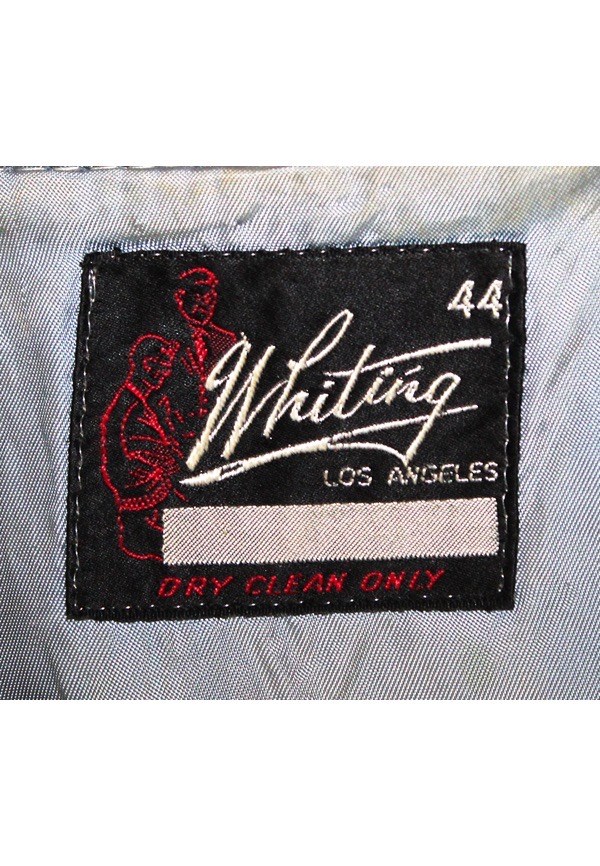 44
Whiting
LOS ANGELES
DRY CLEAN ONLY